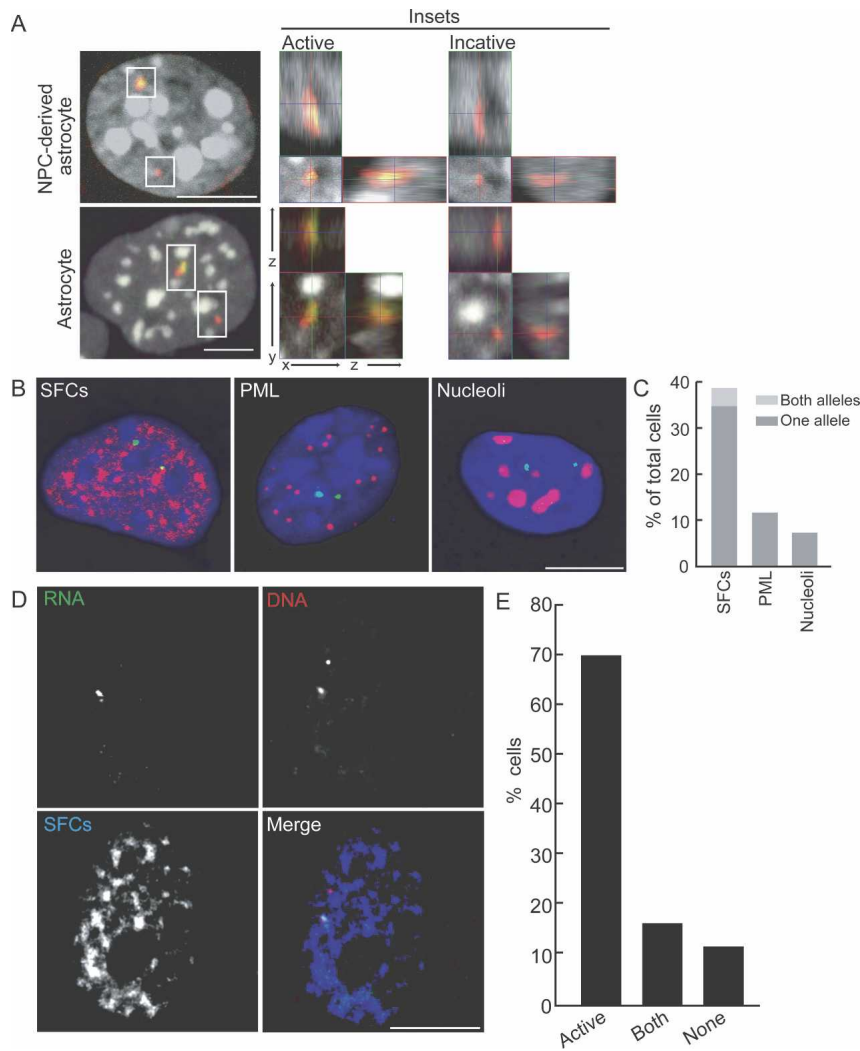 A
Insets
Active
Incative
NPC-derived
astrocyte
Astrocyte
z
y
x
z
B
SFCs
PML
Nucleoli
C
40
30
20
10
0
% of total cells
Both alleles
One allele
SFCs
PML
Nucleoli
D
RNA
DNA
SFCs
Merge
E
80
70
60
50
40
30
20
10
0
% cells
Active
Both
None